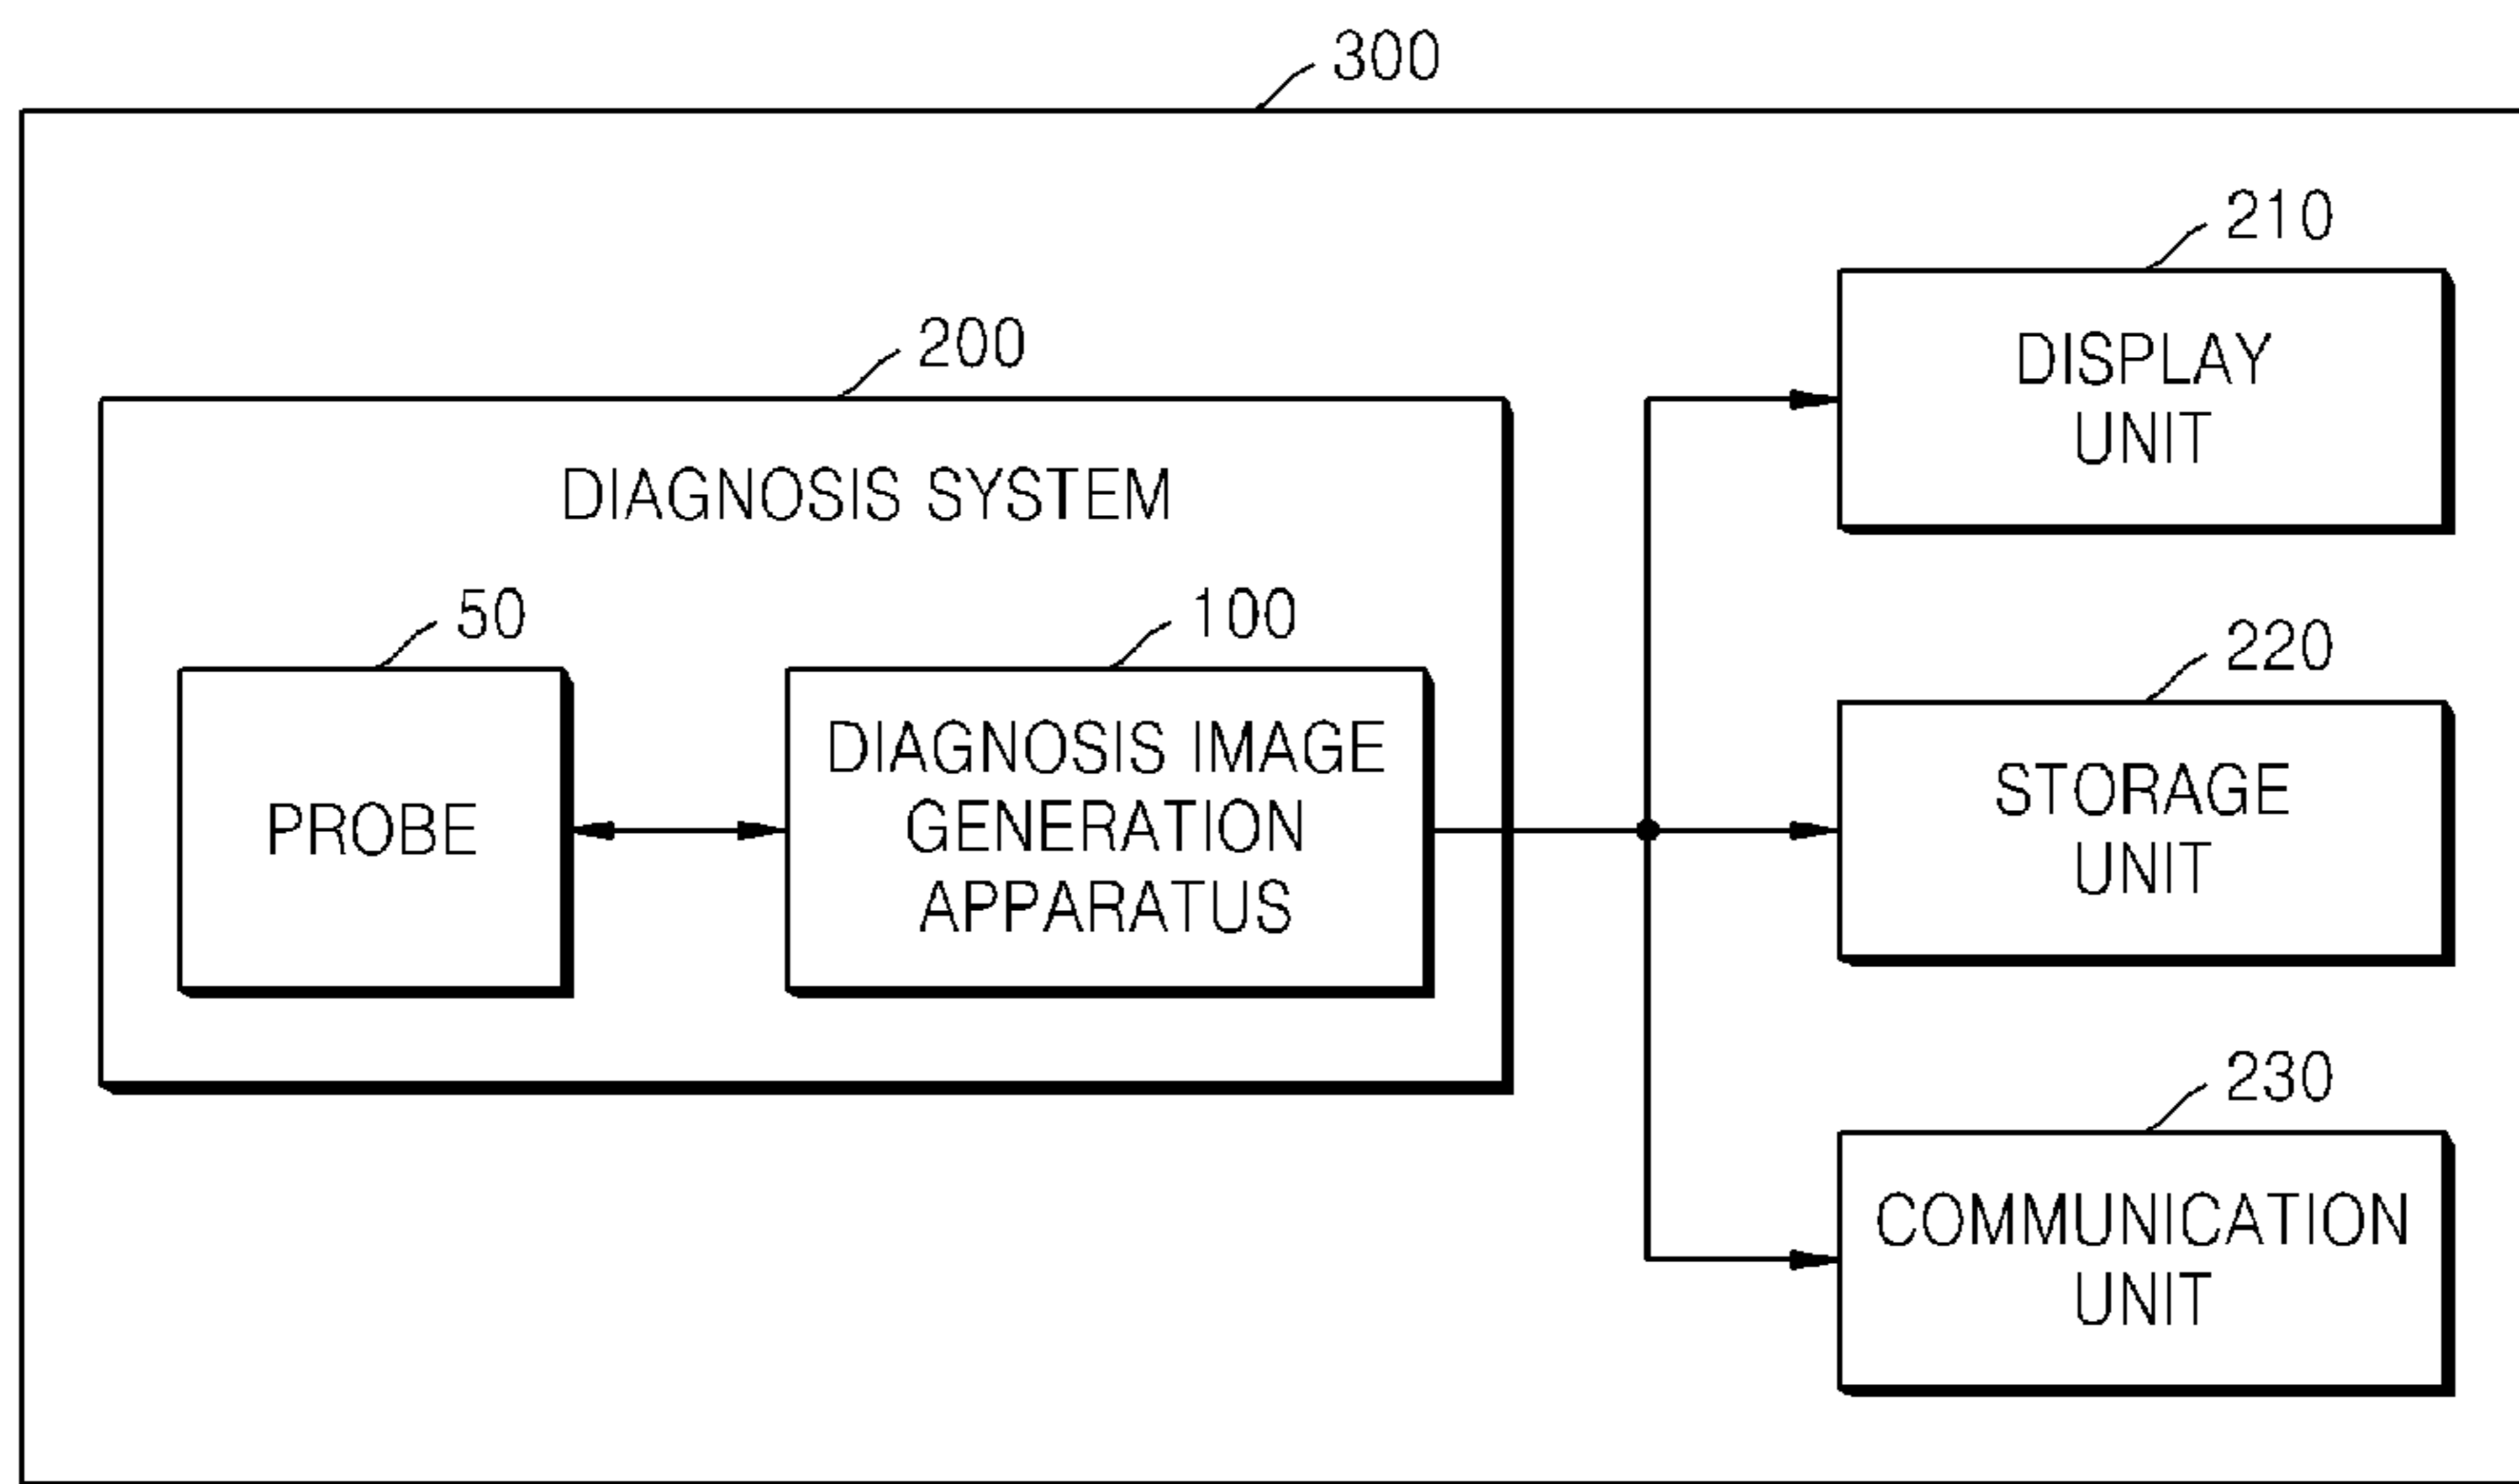 300
210
DISPLAY
UNIT
200
DIAGNOSIS SYSTEM
50
PROBE
100
DIAGNOSIS IMAGE
GENERATION
APPARATUS
220
STORAGE
UNIT
230
COMMUNICATION
UNIT